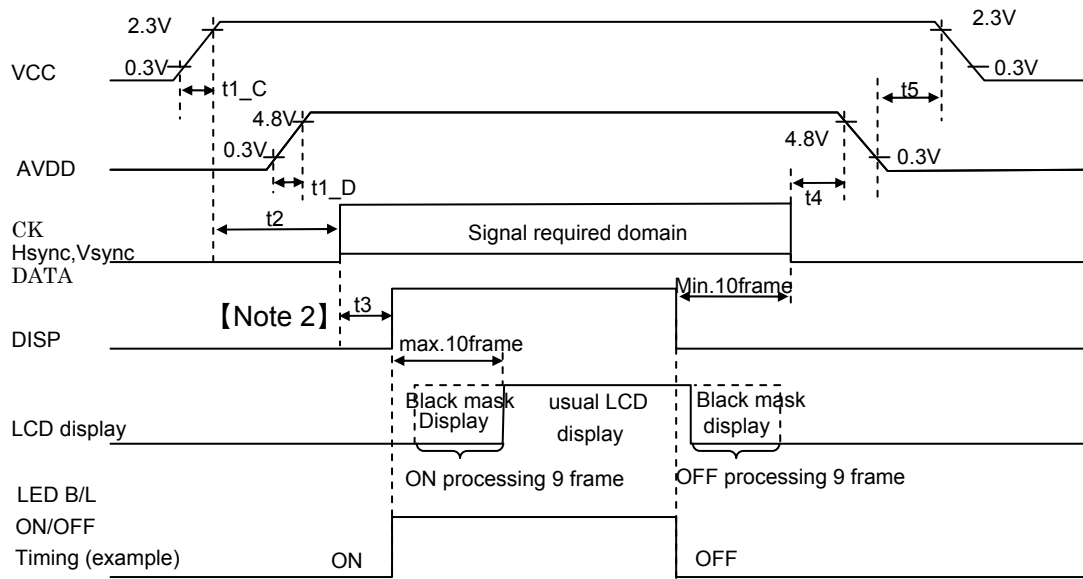 2.3V
2.3V
VCC
0.3V
0.3V
t1_C
t5
4.8V
4.8V
0.3V
0.3V
AVDD
t1_D
t4
t2
CK
Hsync,Vsync
DATA
Signal required domain
Min.10frame
【Note 2】
t3
DISP
max.10frame
Black mask
Display
usual LCD
display
Black mask
display
LCD display
ON processing 9 frame
OFF processing 9 frame
LED B/L
ON/OFF
Timing (example)
ON
OFF